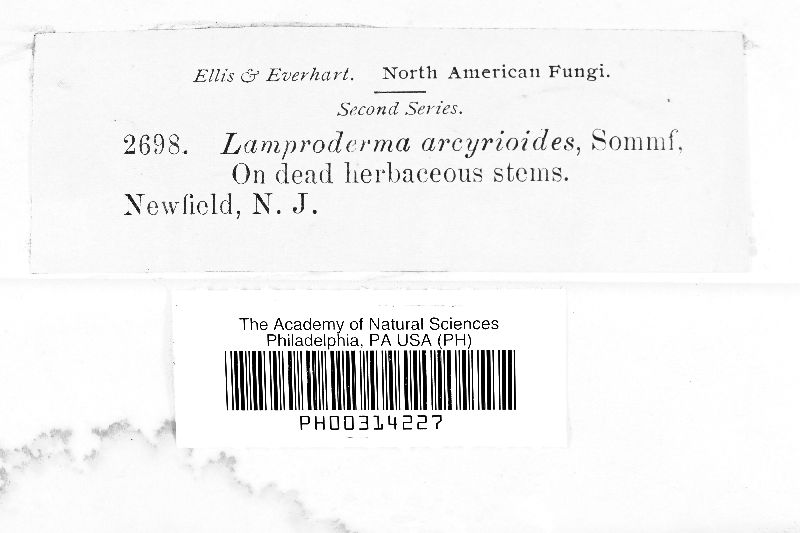 Ellis & Everhart. North American Fungi.
Second Series.
2698. Lamproderma arcyrioides, Sommf,
On dead herbaceous stems.
Newfield, N. J.
The Academy of Natural Sciences
Philadelphia, PA USA (PH)
PH00314227